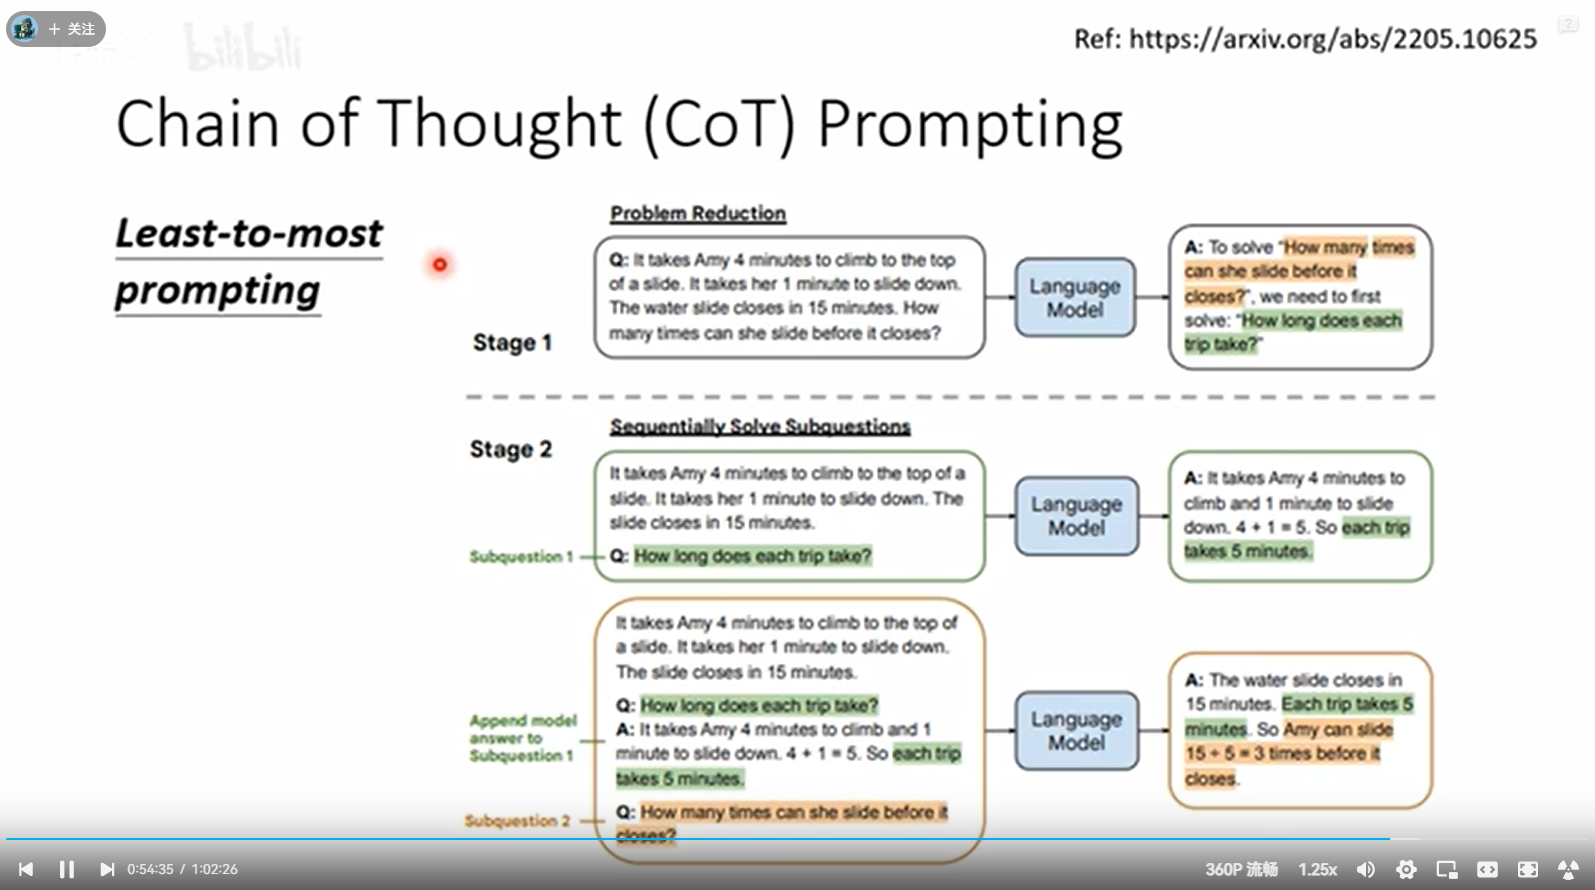 + 关注
bilibili
Ref: https://arxiv.org/abs/2205.10625
Chain of Thought (CoT) Prompting
Least-to-most
prompting
Stage 1
Problem Reduction
Q: It takes Amy 4 minutes to climb to the top
of a slide. It takes her 1 minute to slide down.
The water slide closes in 15 minutes. How
many times can she slide before it closes?
Language
Model
A: To solve “How many times
can she slide before it
closes?”, we need to first
solve: “How long does each
trip take?”
Stage 2
Sequentially Solve Subquestions
It takes Amy 4 minutes to climb to the top of a
slide. It takes her 1 minute to slide down. The
slide closes in 15 minutes.
Subquestion 1
Q: How long does each trip take?
Language
Model
A: It takes Amy 4 minutes to
climb and 1 minute to slide
down. 4 + 1 = 5. So each trip
takes 5 minutes.
It takes Amy 4 minutes to climb to the top of
a slide. It takes her 1 minute to slide down.
The slide closes in 15 minutes.
Q: How long does each trip take?
Append model
answer to
Subquestion 1
A: It takes Amy 4 minutes to climb and 1
minute to slide down. 4 + 1 = 5. So each trip
takes 5 minutes.
Subquestion 2
Q: How many times can she slide before it
closes?
Language
Model
A: The water slide closes in
15 minutes. Each trip takes 5
minutes. So Amy can slide
15 ÷ 5 = 3 times before it
closes.
0:54:35 / 1:02:26
360P 流畅
1.25x